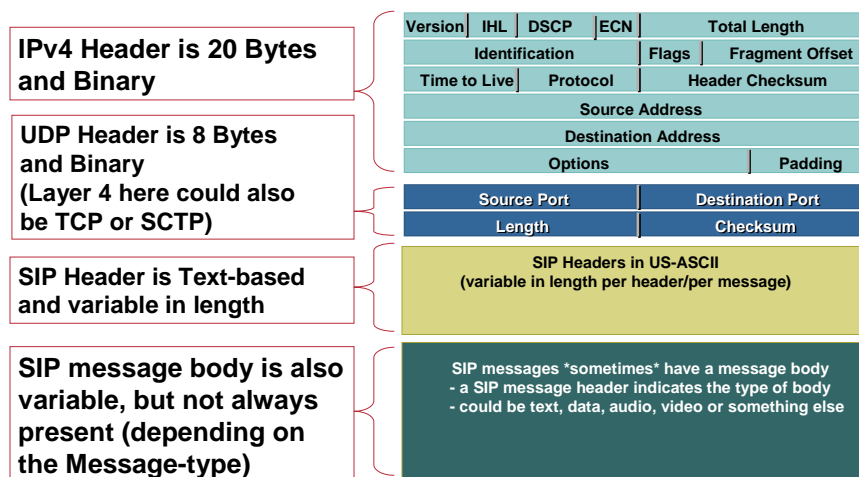 IPv4 Header is 20 Bytes
and Binary
UDP Header is 8 Bytes
and Binary
(Layer 4 here could also
be TCP or SCTP)
SIP Header is Text-based
and variable in length
SIP message body is also
variable, but not always
present (depending on
the Message-type)
Version IHL DSCP ECN Total Length
Identification Flags Fragment Offset
Time to Live Protocol Header Checksum
Source Address
Destination Address
Options Padding
Source Port Destination Port
Length Checksum
SIP Headers in US-ASCII
(variable in length per header/per message)
SIP messages *sometimes* have a message body
- a SIP message header indicates the type of body
- could be text, data, audio, video or something else